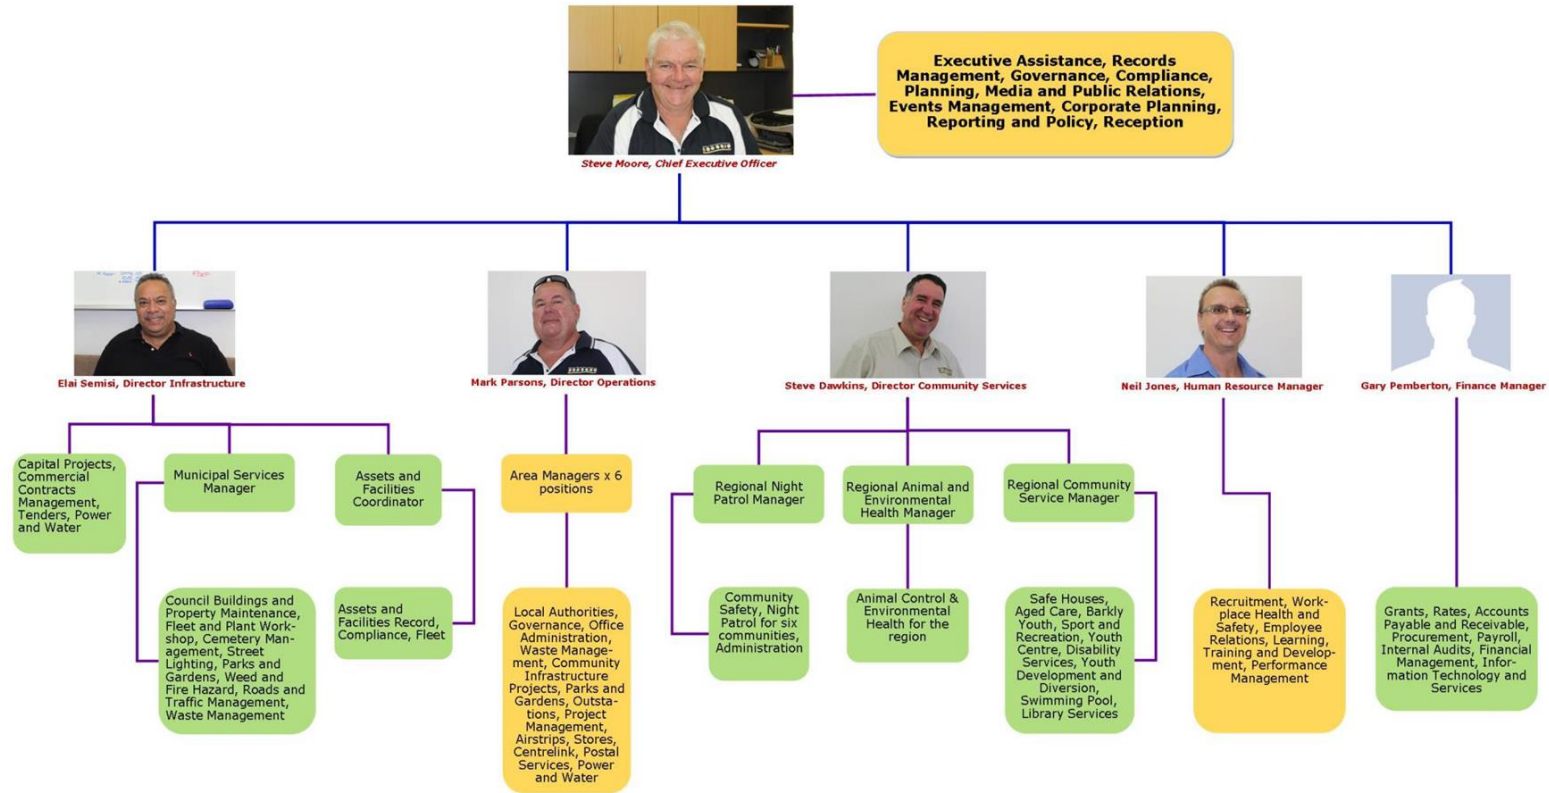 Executive Assistance, Records
Management, Governance, Compliance,
Planning, Media and Public Relations,
Events Management, Corporate Planning,
Reporting and Policy, Reception
Steve Moore, Chief Executive Officer
Elai Semisi, Director Infrastructure
Mark Parsons, Director Operations
Steve Dawkins, Director Community Services
Neil Jones, Human Resource Manager
Gary Pemberton, Finance Manager
Capital Projects,
Commercial
Contracts
Management,
Tenders, Power
and Water
Municipal Services
Manager
Assets and
Facilities
Coordinator
Area Managers x 6
positions
Regional Night
Patrol Manager
Regional Animal and
Environmental
Health Manager
Regional Community
Service Manager
Council Buildings and
Property Maintenance,
Fleet and Plant Work-
shop, Cemetery Man-
agement, Street
Lighting, Parks and
Gardens, Weed and
Fire Hazard, Roads and
Traffic Management,
Waste Management
Assets and
Facilities Record,
Compliance, Fleet
Local Authorities,
Governance, Office
Administration,
Waste Manage-
ment, Community
Infrastructure
Projects, Parks and
Gardens, Outsta-
tions, Project
Management,
Airstrips, Stores,
Centrelink, Postal
Services, Power
and Water
Community
Safety, Night
Patrol for six
communities,
Administration
Animal Control &
Environmental
Health for the
region
Safe Houses,
Aged Care, Barkly
Youth, Sport and
Recreation, Youth
Centre, Disability
Services, Youth
Development and
Diversion,
Swimming Pool,
Library Services
Recruitment, Work-
place Health and
Safety, Employee
Relations, Learning,
Training and Develop-
ment, Performance
Management
Grants, Rates, Accounts
Payable and Receivable,
Procurement, Payroll,
Internal Audits, Financial
Management, Infor-
mation Technology and
Services